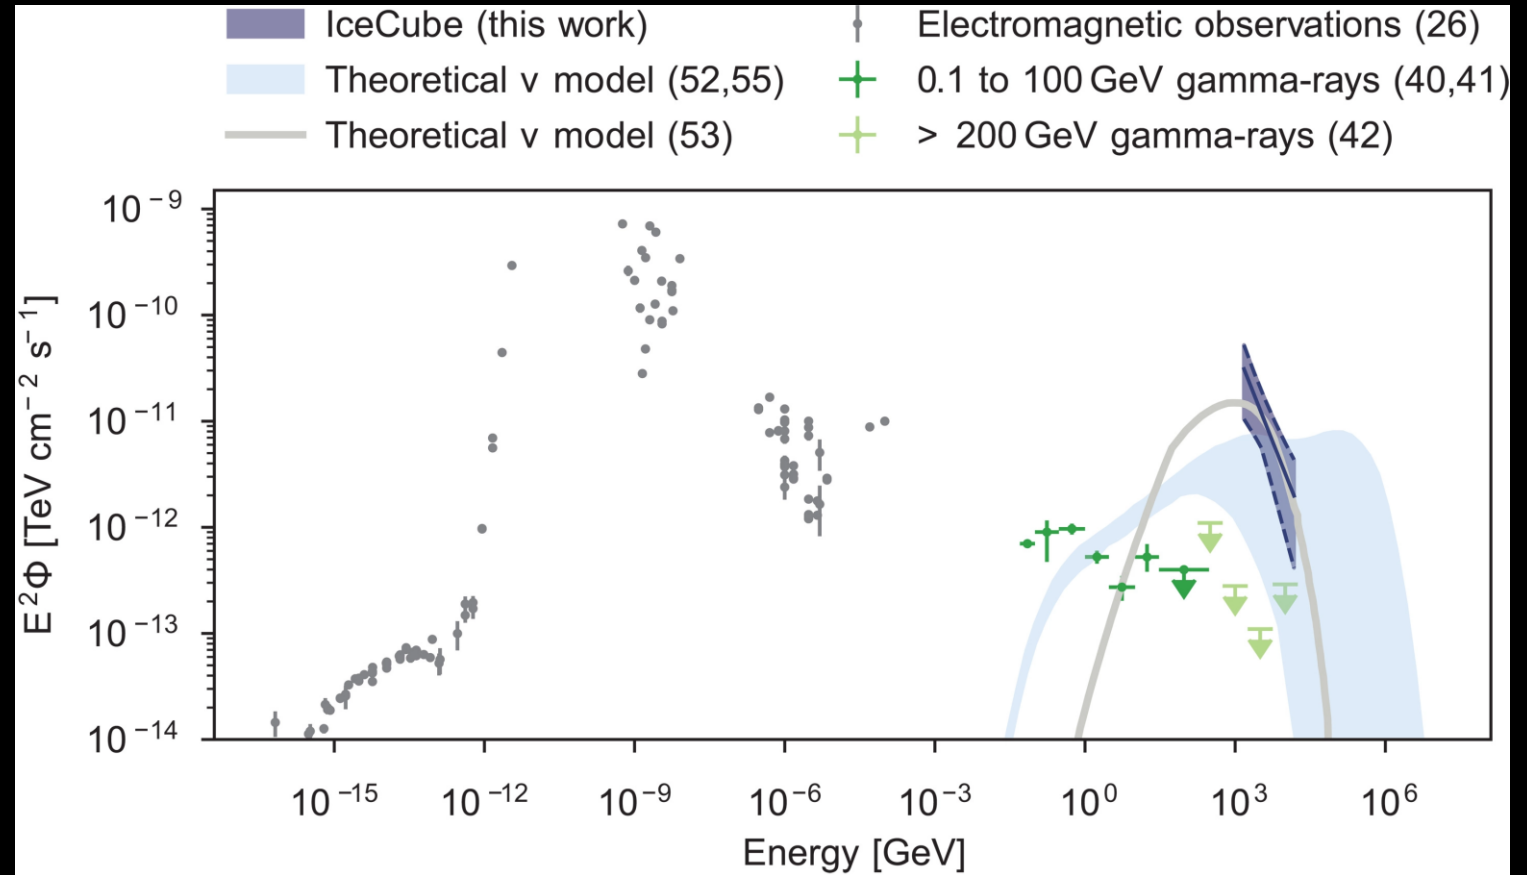 IceCube (this work)
Theoretical ν model (52,55)
Theoretical ν model (53)
Electromagnetic observations (26)
0.1 to 100 GeV gamma-rays (40,41)
> 200 GeV gamma-rays (42)
10⁻⁹
10⁻¹⁰
10⁻¹¹
10⁻¹²
10⁻¹³
10⁻¹⁴
E²Φ [TeV cm⁻² s⁻¹]
10⁻¹⁵ 10⁻¹² 10⁻⁹ 10⁻⁶ 10⁻³ 10⁰ 10³ 10⁶
Energy [GeV]